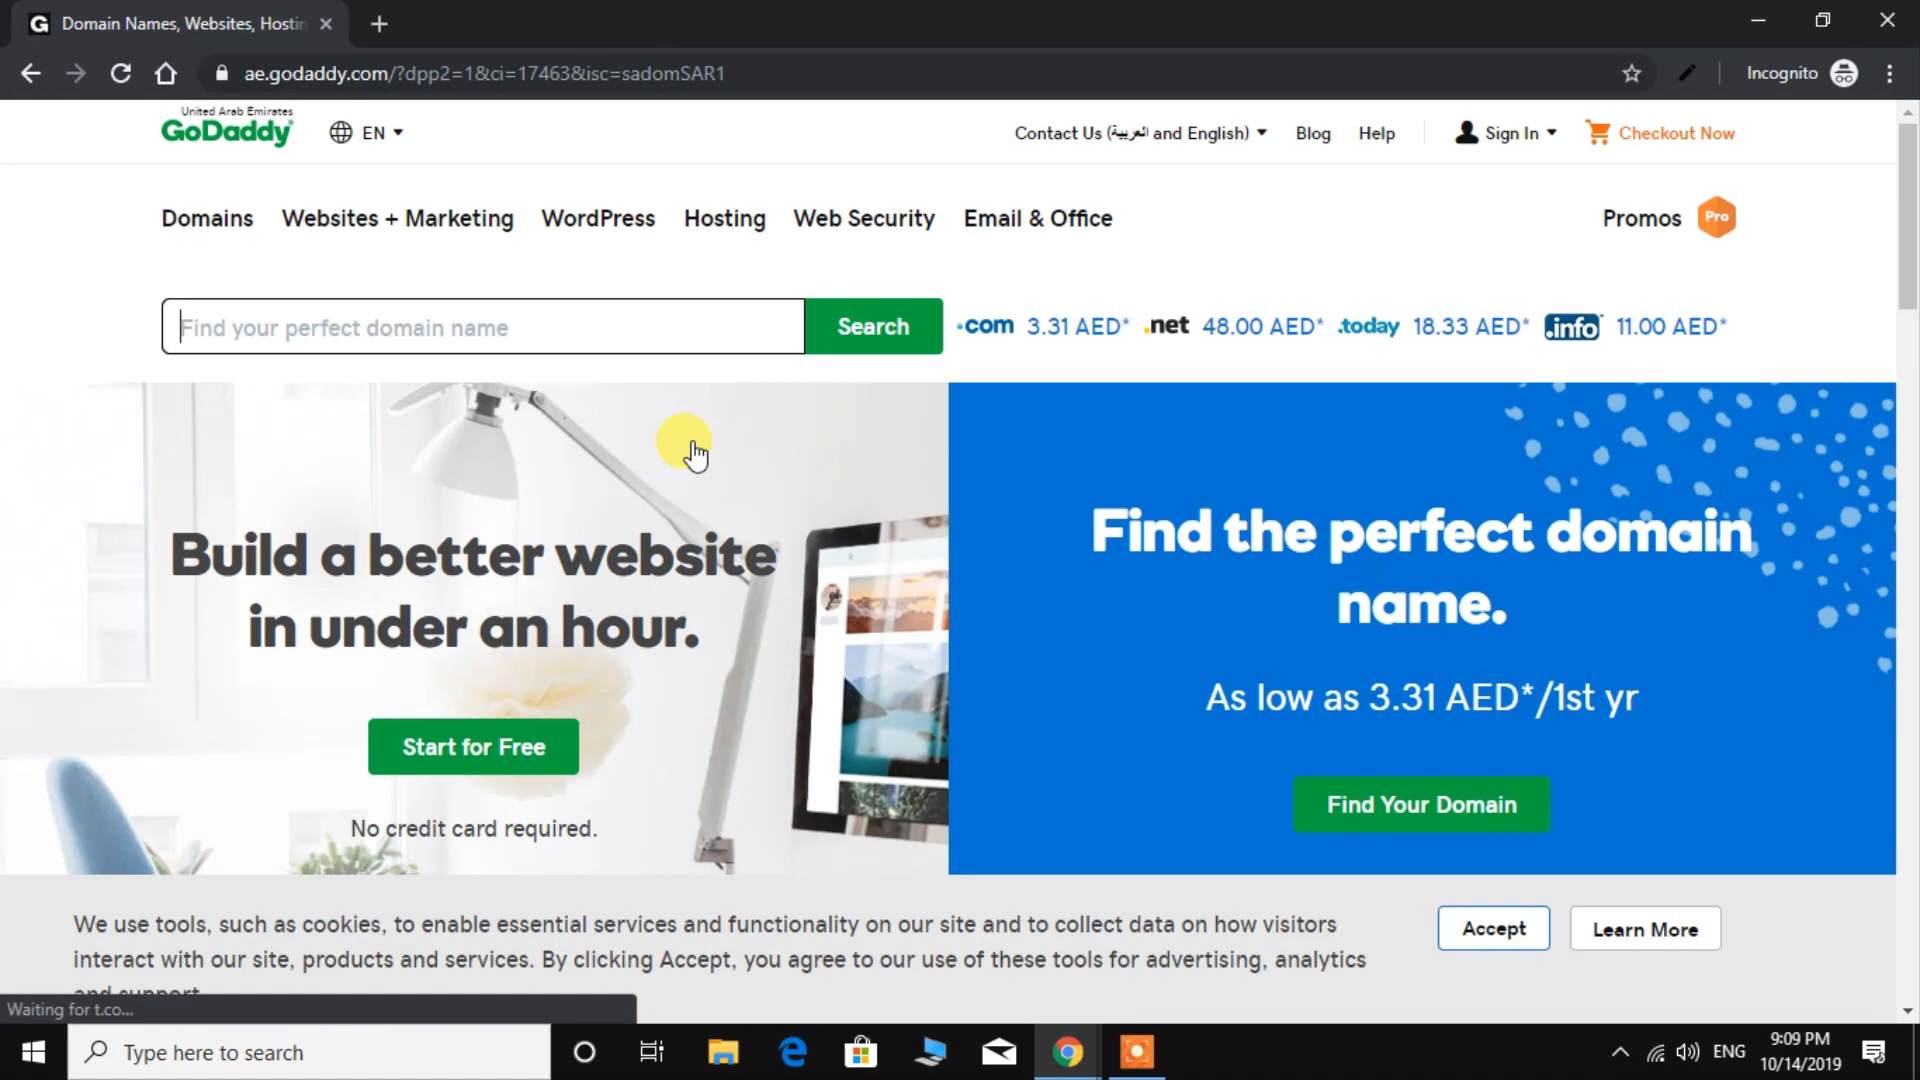 Domain Names, Websites, Hostin
ae.godaddy.com/?dpp2=1&ci=17463&isc=sadomSAR1
Incognito
United Arab Emirates
GoDaddy
EN
Contact Us (العربية and English)
Blog
Help
Sign In
Checkout Now
Domains
Websites + Marketing
WordPress
Hosting
Web Security
Email & Office
Promos
Pro
Find your perfect domain name
Search
.com 3.31 AED*
.net 48.00 AED*
.today 18.33 AED*
.info 11.00 AED*
Build a better website
in under an hour.
Start for Free
No credit card required.
Find the perfect domain
name.
As low as 3.31 AED*/1st yr
Find Your Domain
We use tools, such as cookies, to enable essential services and functionality on our site and to collect data on how visitors
interact with our site, products and services. By clicking Accept, you agree to our use of these tools for advertising, analytics
and support.
Accept
Learn More
Waiting for t.co...
Type here to search
ENG
9:09 PM
10/14/2019